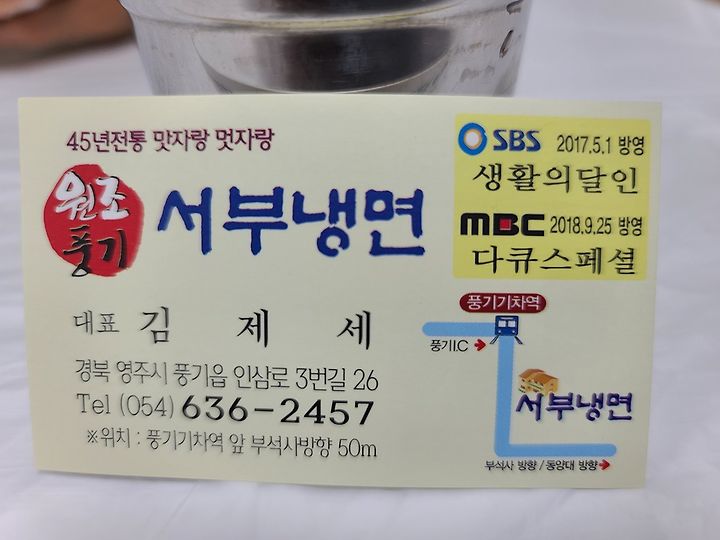 45년전통 맛자랑 멋자랑
원조
풍기
서부냉면
SBS 2017.5.1 방영
생활의달인
MBC 2018.9.25 방영
다큐스페셜
대표 김 제 세
경북 영주시 풍기읍 인삼로 3번길 26
Tel (054) 636-2457
※위치 : 풍기기차역 앞 부석사방향 50m
풍기기차역
풍기I.C
서부냉면
부석사 방향 / 동양대 방향